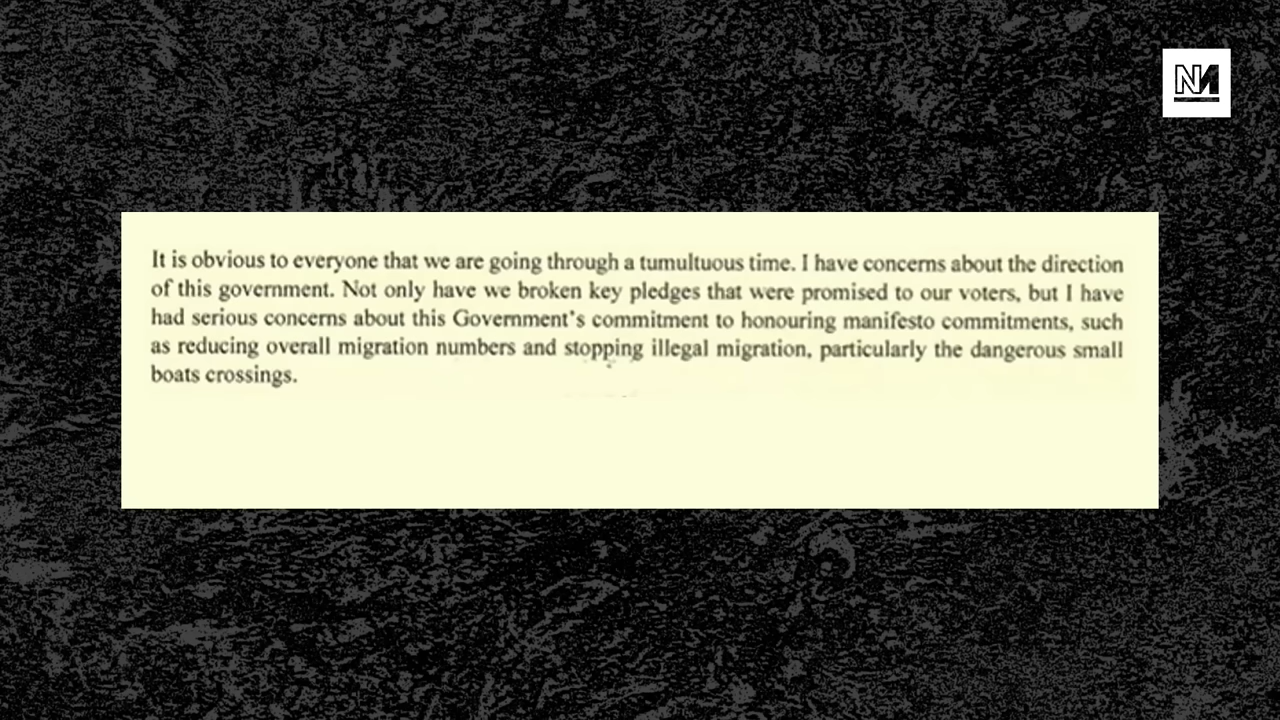 NM
It is obvious to everyone that we are going through a tumultuous time. I have concerns about the direction
of this government. Not only have we broken key pledges that were promised to our voters, but I have
had serious concerns about this Government's commitment to honouring manifesto commitments, such
as reducing overall migration numbers and stopping illegal migration, particularly the dangerous small
boats crossings.